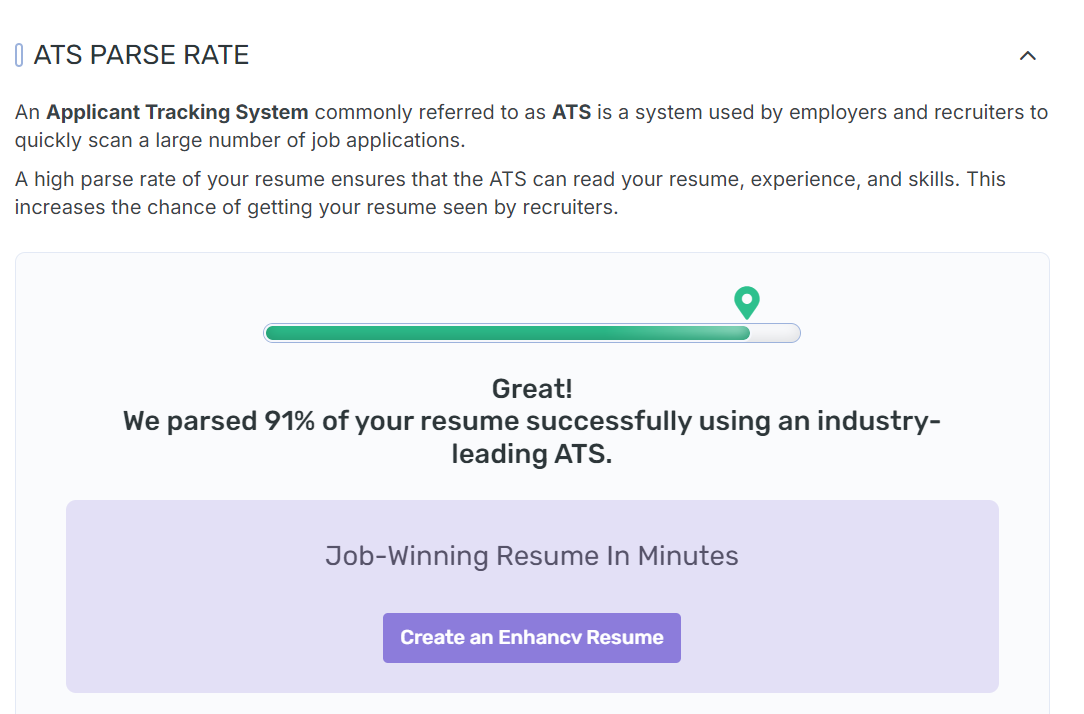 ATS PARSE RATE
An Applicant Tracking System commonly referred to as ATS is a system used by employers and recruiters to
quickly scan a large number of job applications.
A high parse rate of your resume ensures that the ATS can read your resume, experience, and skills. This
increases the chance of getting your resume seen by recruiters.
Great!
We parsed 91% of your resume successfully using an industry-
leading ATS.
Job-Winning Resume In Minutes
Create an Enhancv Resume